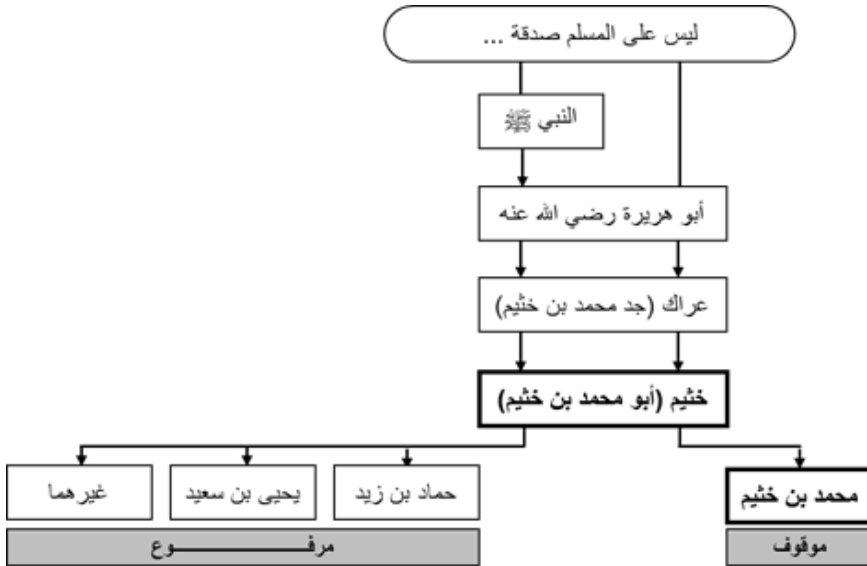 ليس على المسلم صدقة ...
النبي ﷺ
أبو هريرة رضي الله عنه
عراك (جد محمد بن خثيم)
خثيم (أبو محمد بن خثيم)
محمد بن خثيم
حماد بن زيد
يحيى بن سعيد
غيرهما
موقوف
مرفـــــــــــوع